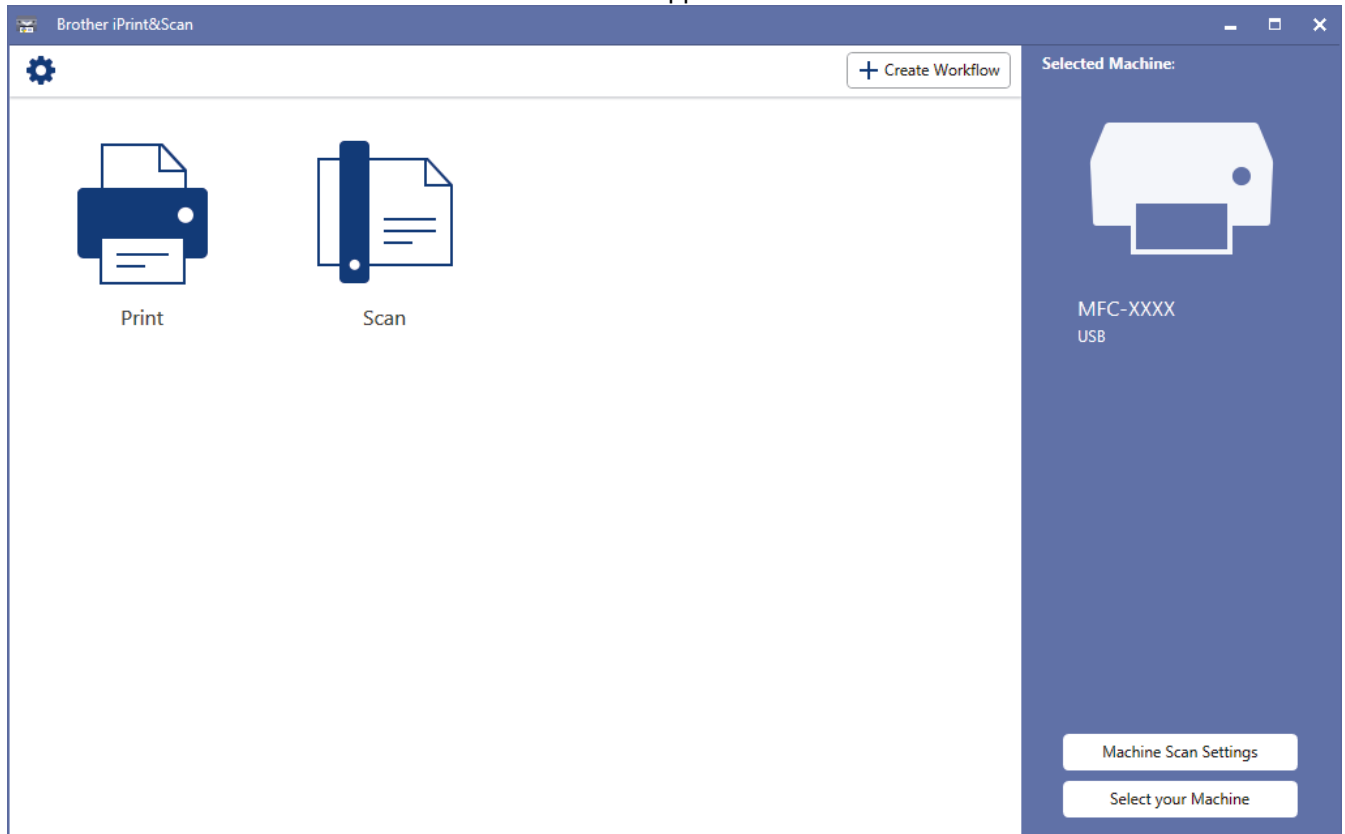 Brother iPrint&Scan
Create Workflow
Selected Machine:
Print
Scan
MFC-XXXX
USB
Machine Scan Settings
Select your Machine